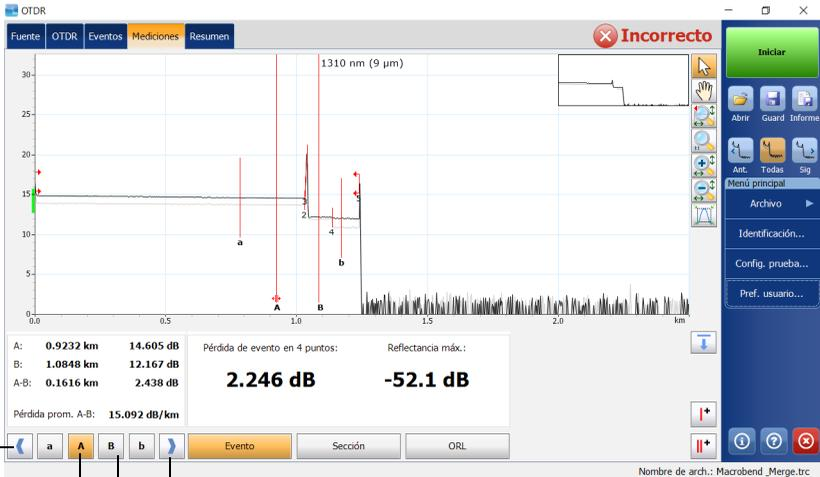 OTDR
Fuente OTDR Eventos Mediciones Resumen
Incorrecto
1310 nm (9 µm)
30
25
20
15
10
5
0
0.0 0.5 1.0 1.5 2.0 km
a
A
B
b
2
3
4
5
A: 0.9232 km 14.605 dB
B: 1.0848 km 12.167 dB
A-B: 0.1616 km 2.438 dB
Pérdida prom. A-B: 15.092 dB/km
Pérdida de evento en 4 puntos: Reflectancia máx.:
2.246 dB -52.1 dB
a A B b Evento Sección ORL
Iniciar
Abrir Guard Informe
Ant. Todas Sig
Menú principal
Archivo
Identificación...
Config. prueba...
Pref. usuario...
Nombre de arch.: Macrobend _Merge.trc